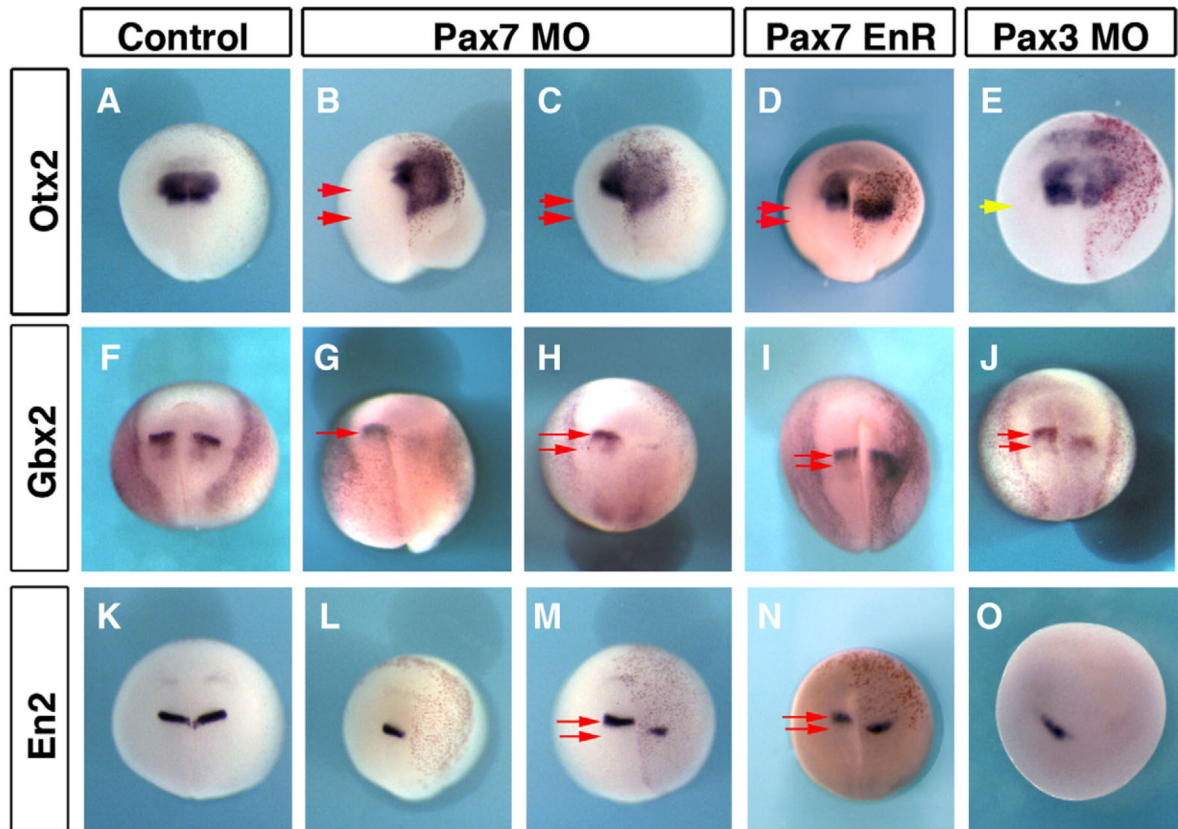 Control Pax7 MO Pax7 EnR Pax3 MO
Otx2
A B C D E
Gbx2
F G H I J
En2
K L M N O